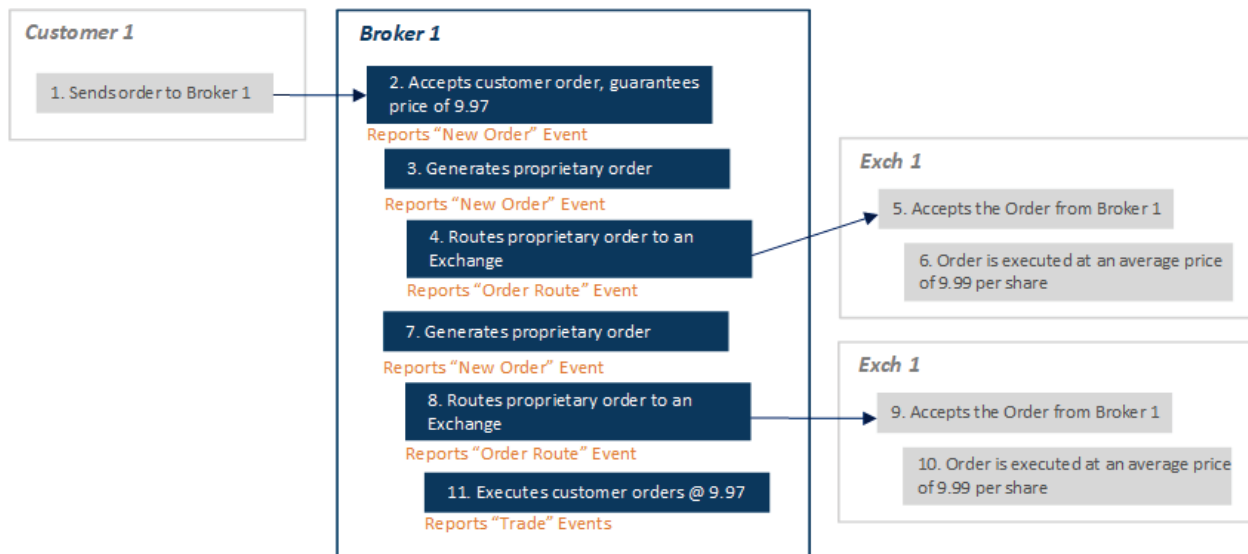 Customer 1
1. Sends order to Broker 1
Broker 1
2. Accepts customer order, guarantees
price of 9.97
Reports “New Order” Event
3. Generates proprietary order
Reports “New Order” Event
4. Routes proprietary order to an
Exchange
Reports “Order Route” Event
Exch 1
5. Accepts the Order from Broker 1
6. Order is executed at an average price
of 9.99 per share
7. Generates proprietary order
Reports “New Order” Event
8. Routes proprietary order to an
Exchange
Reports “Order Route” Event
Exch 1
9. Accepts the Order from Broker 1
10. Order is executed at an average price
of 9.99 per share
11. Executes customer orders @ 9.97
Reports “Trade” Events